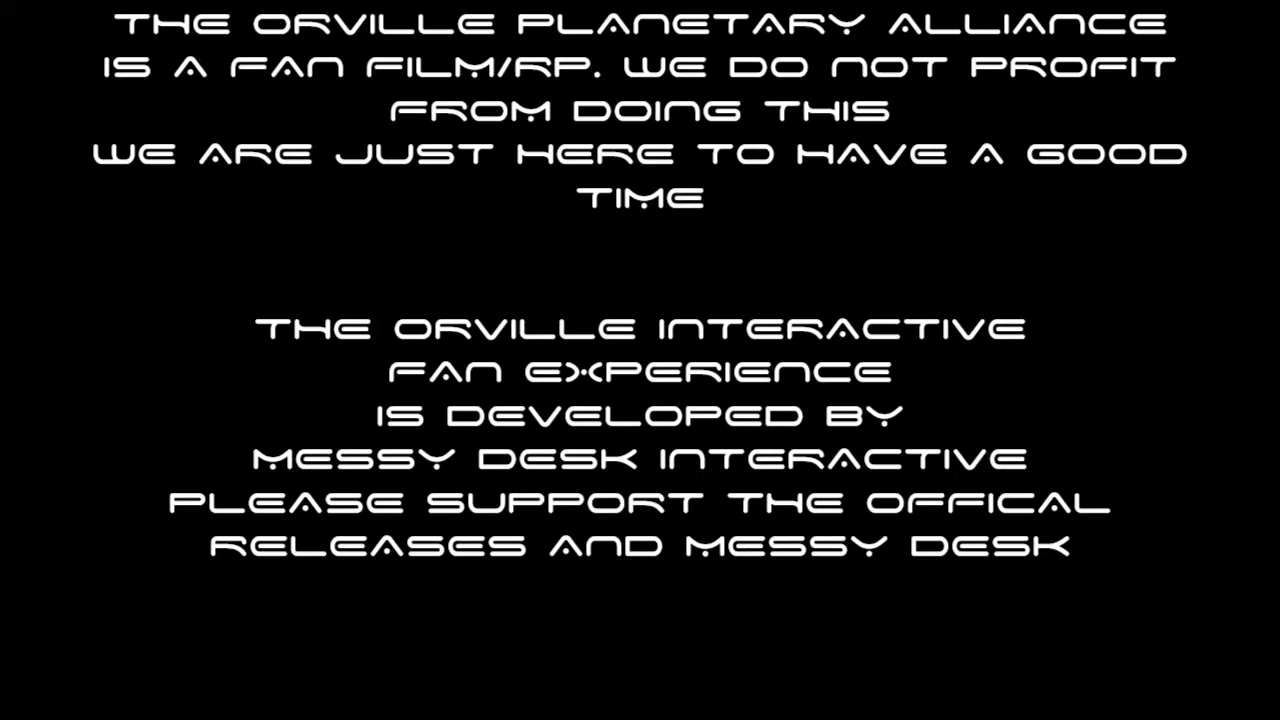 THE ORVILLE PLANETARY ALLIANCE
IS A FAN FILM/RP. WE DO NOT PROFIT
FROM DOING THIS
WE ARE JUST HERE TO HAVE A GOOD
TIME
THE ORVILLE INTERACTIVE
FAN EXPERIENCE
IS DEVELOPED BY
MESSY DESK INTERACTIVE
PLEASE SUPPORT THE OFFICAL
RELEASES AND MESSY DESK